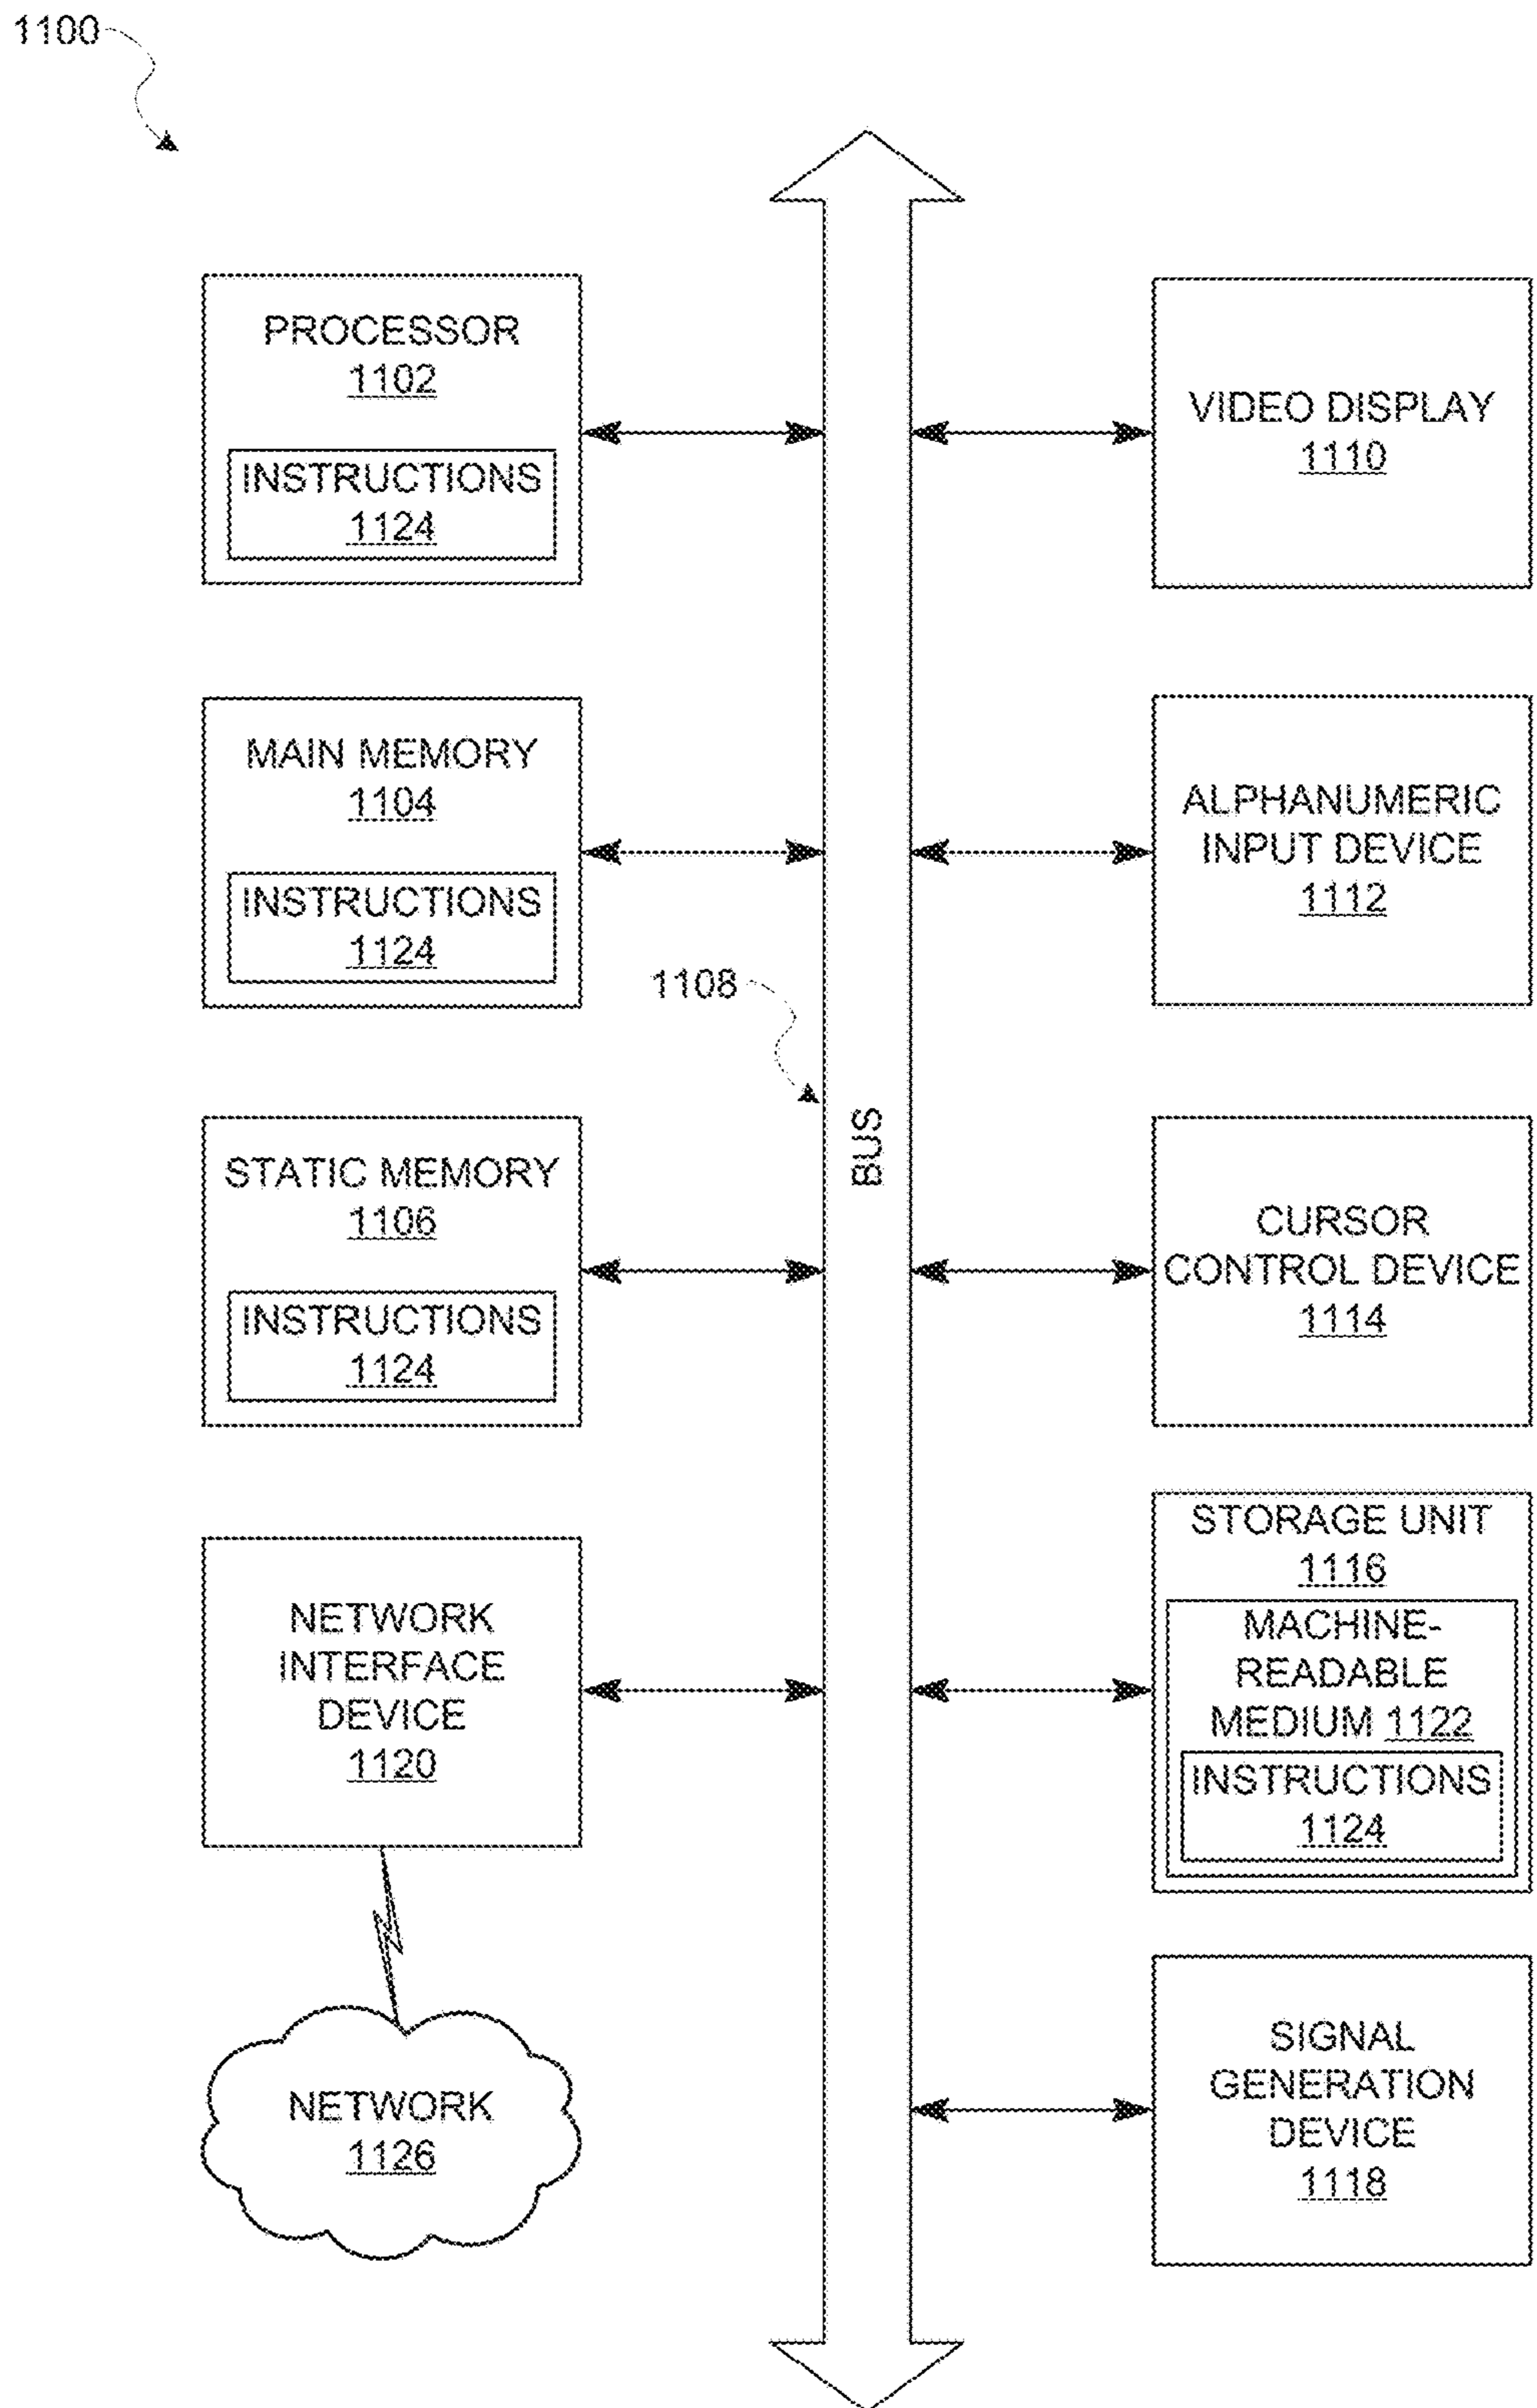 1100
PROCESSOR
1102
INSTRUCTIONS
1124
MAIN MEMORY
1104
INSTRUCTIONS
1124
STATIC MEMORY
1106
INSTRUCTIONS
1124
NETWORK
INTERFACE
DEVICE
1120
NETWORK
1126
1108
BUS
VIDEO DISPLAY
1110
ALPHANUMERIC
INPUT DEVICE
1112
CURSOR
CONTROL DEVICE
1114
STORAGE UNIT
1116
MACHINE-
READABLE
MEDIUM 1122
INSTRUCTIONS
1124
SIGNAL
GENERATION
DEVICE
1118